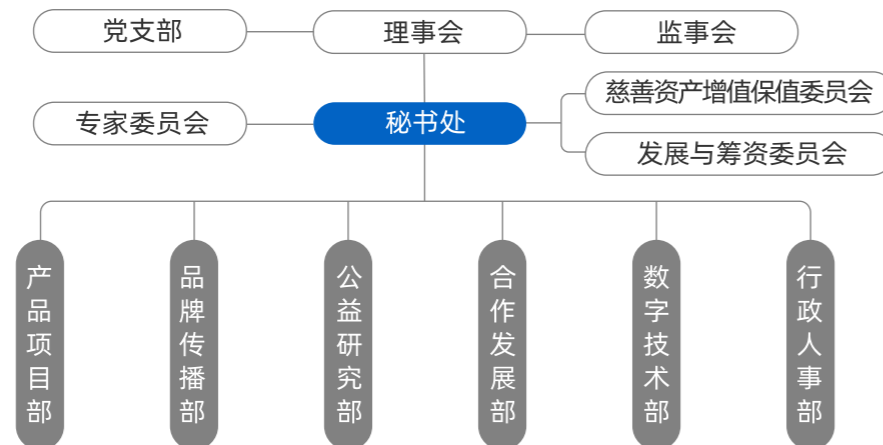 党支部
理事会
监事会
专家委员会
秘书处
慈善资产增值保值委员会
发展与筹资委员会
产品项目部
品牌传播部
公益研究部
合作发展部
数字技术部
行政人事部